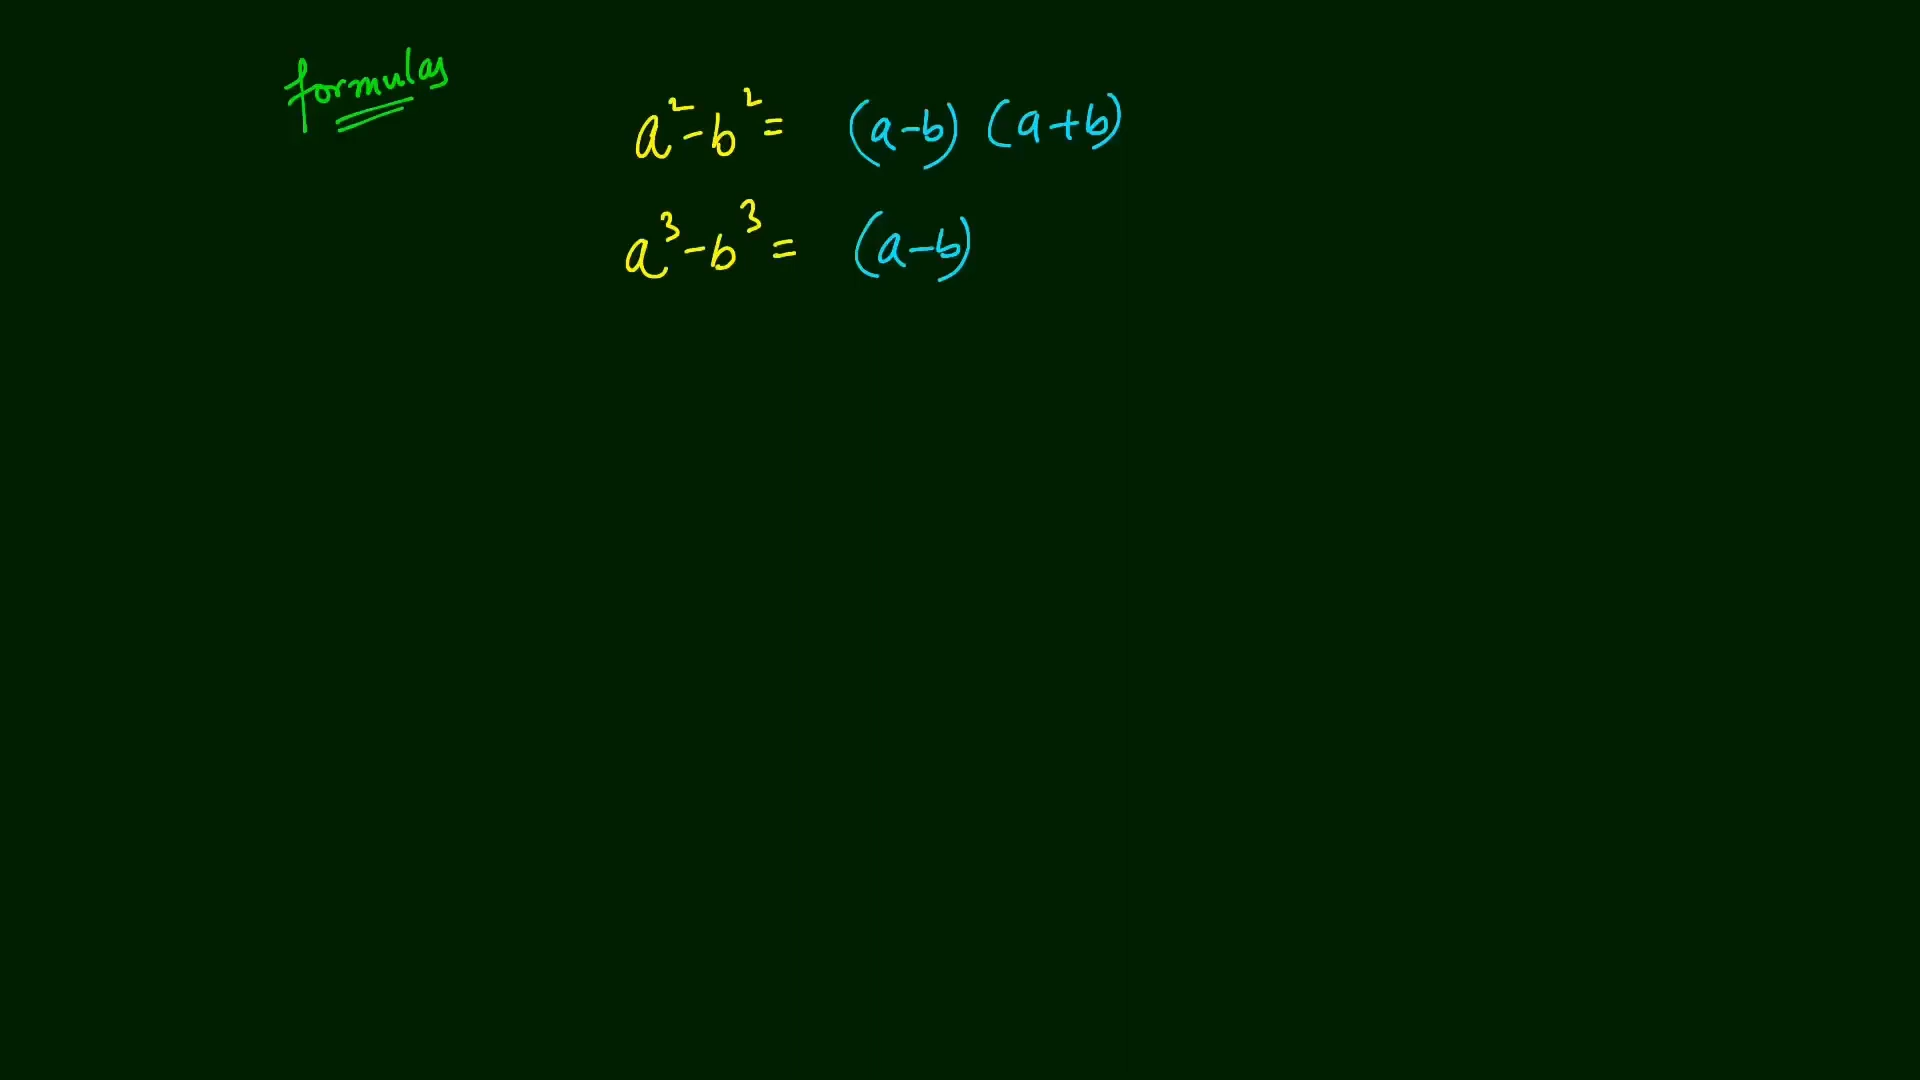 formulas
a²-b²= (a-b) (a+b)
a³-b³= (a-b)